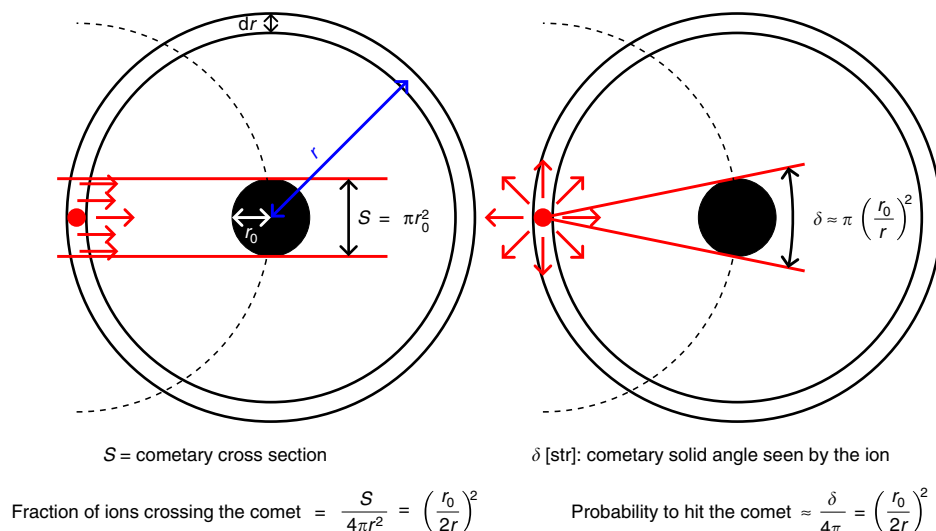 dr
r
r₀
S = πr₀²
δ ≈ π (r₀/r)²
S = cometary cross section
δ [str]: cometary solid angle seen by the ion
Fraction of ions crossing the comet = S/4πr² = (r₀/2r)²
Probability to hit the comet ≈ δ/4π = (r₀/2r)²